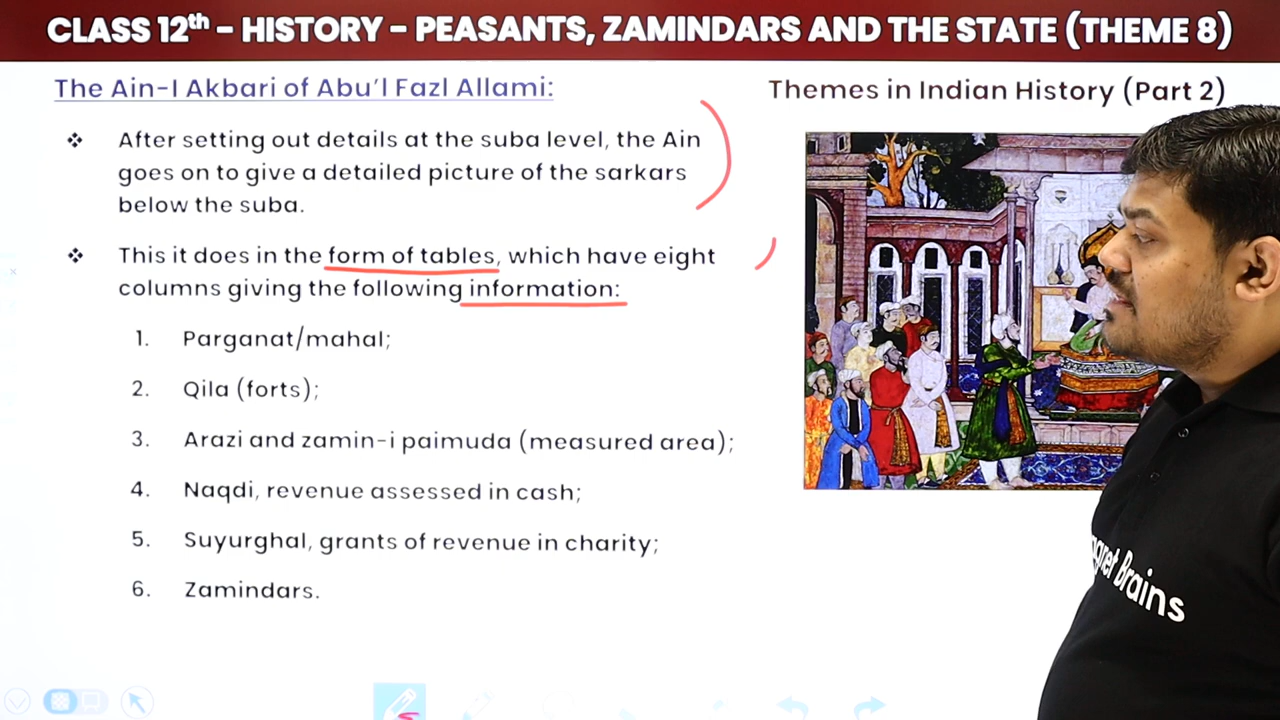 CLASS 12th – HISTORY – PEASANTS, ZAMINDARS AND THE STATE (THEME 8)
The Ain-I Akbari of Abu'l Fazl Allami:
Themes in Indian History (Part 2)
❖ After setting out details at the suba level, the Ain
goes on to give a detailed picture of the sarkars
below the suba.
❖ This it does in the form of tables, which have eight
columns giving the following information:
1. Parganat/mahal;
2. Qila (forts);
3. Arazi and zamin-i paimuda (measured area);
4. Naqdi, revenue assessed in cash;
5. Suyurghal, grants of revenue in charity;
6. Zamindars.
Brains